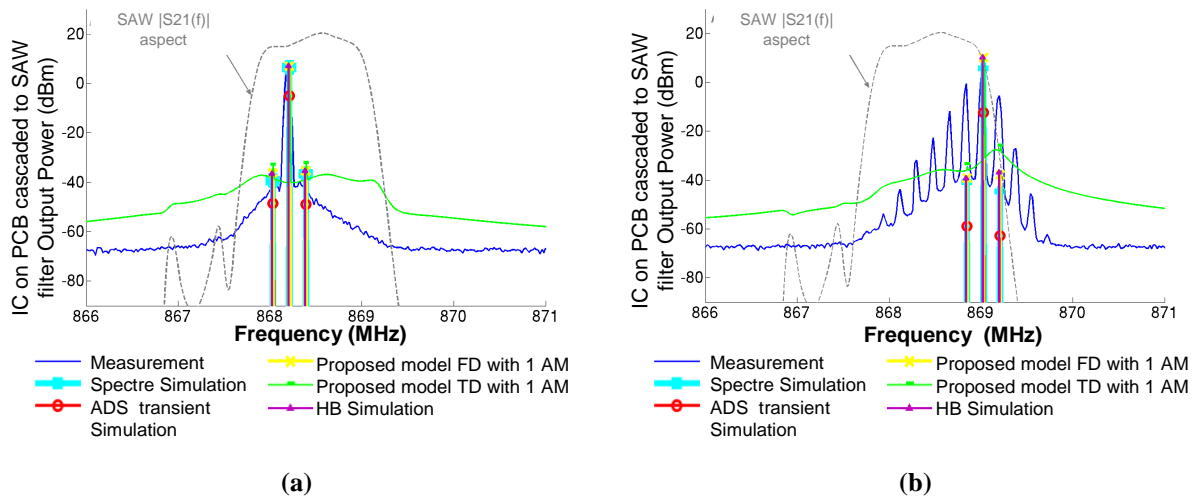 SAW |S21(f)|
aspect
IC on PCB cascaded to SAW
filter Output Power (dBm)
20
0
-20
-40
-60
-80
866
867
868
869
870
871
Frequency (MHz)
Measurement
Spectre Simulation
ADS transient
Simulation
Proposed model FD with 1 AM
Proposed model TD with 1 AM
HB Simulation
(a)
SAW |S21(f)|
aspect
IC on PCB cascaded to SAW
filter Output Power (dBm)
20
0
-20
-40
-60
-80
866
867
868
869
870
871
Frequency (MHz)
Measurement
Spectre Simulation
ADS transient
Simulation
Proposed model FD with 1 AM
Proposed model TD with 1 AM
HB Simulation
(b)